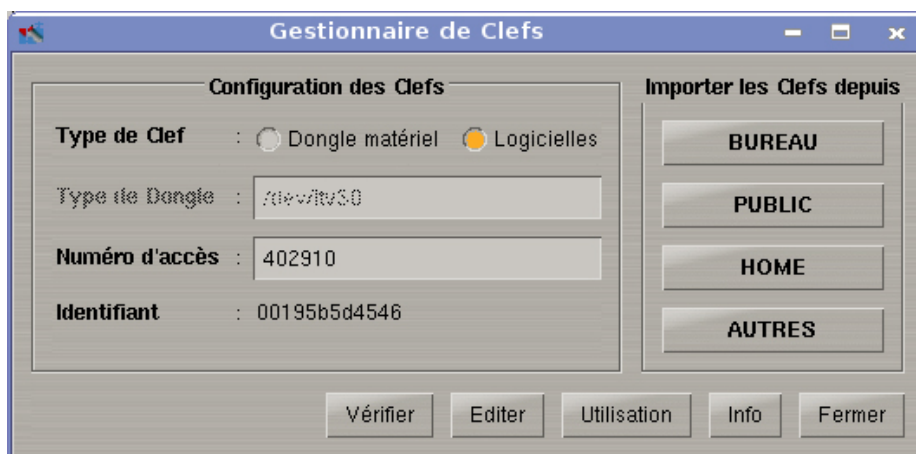 Gestionnaire de Clefs
Configuration des Clefs
Type de Clef : Dongle matériel Logicielles
Type de Dongle : /dev/ttyS0
Numéro d'accès : 402910
Identifiant : 00195b5d4546
Importer les Clefs depuis
BUREAU
PUBLIC
HOME
AUTRES
Vérifier Editer Utilisation Info Fermer